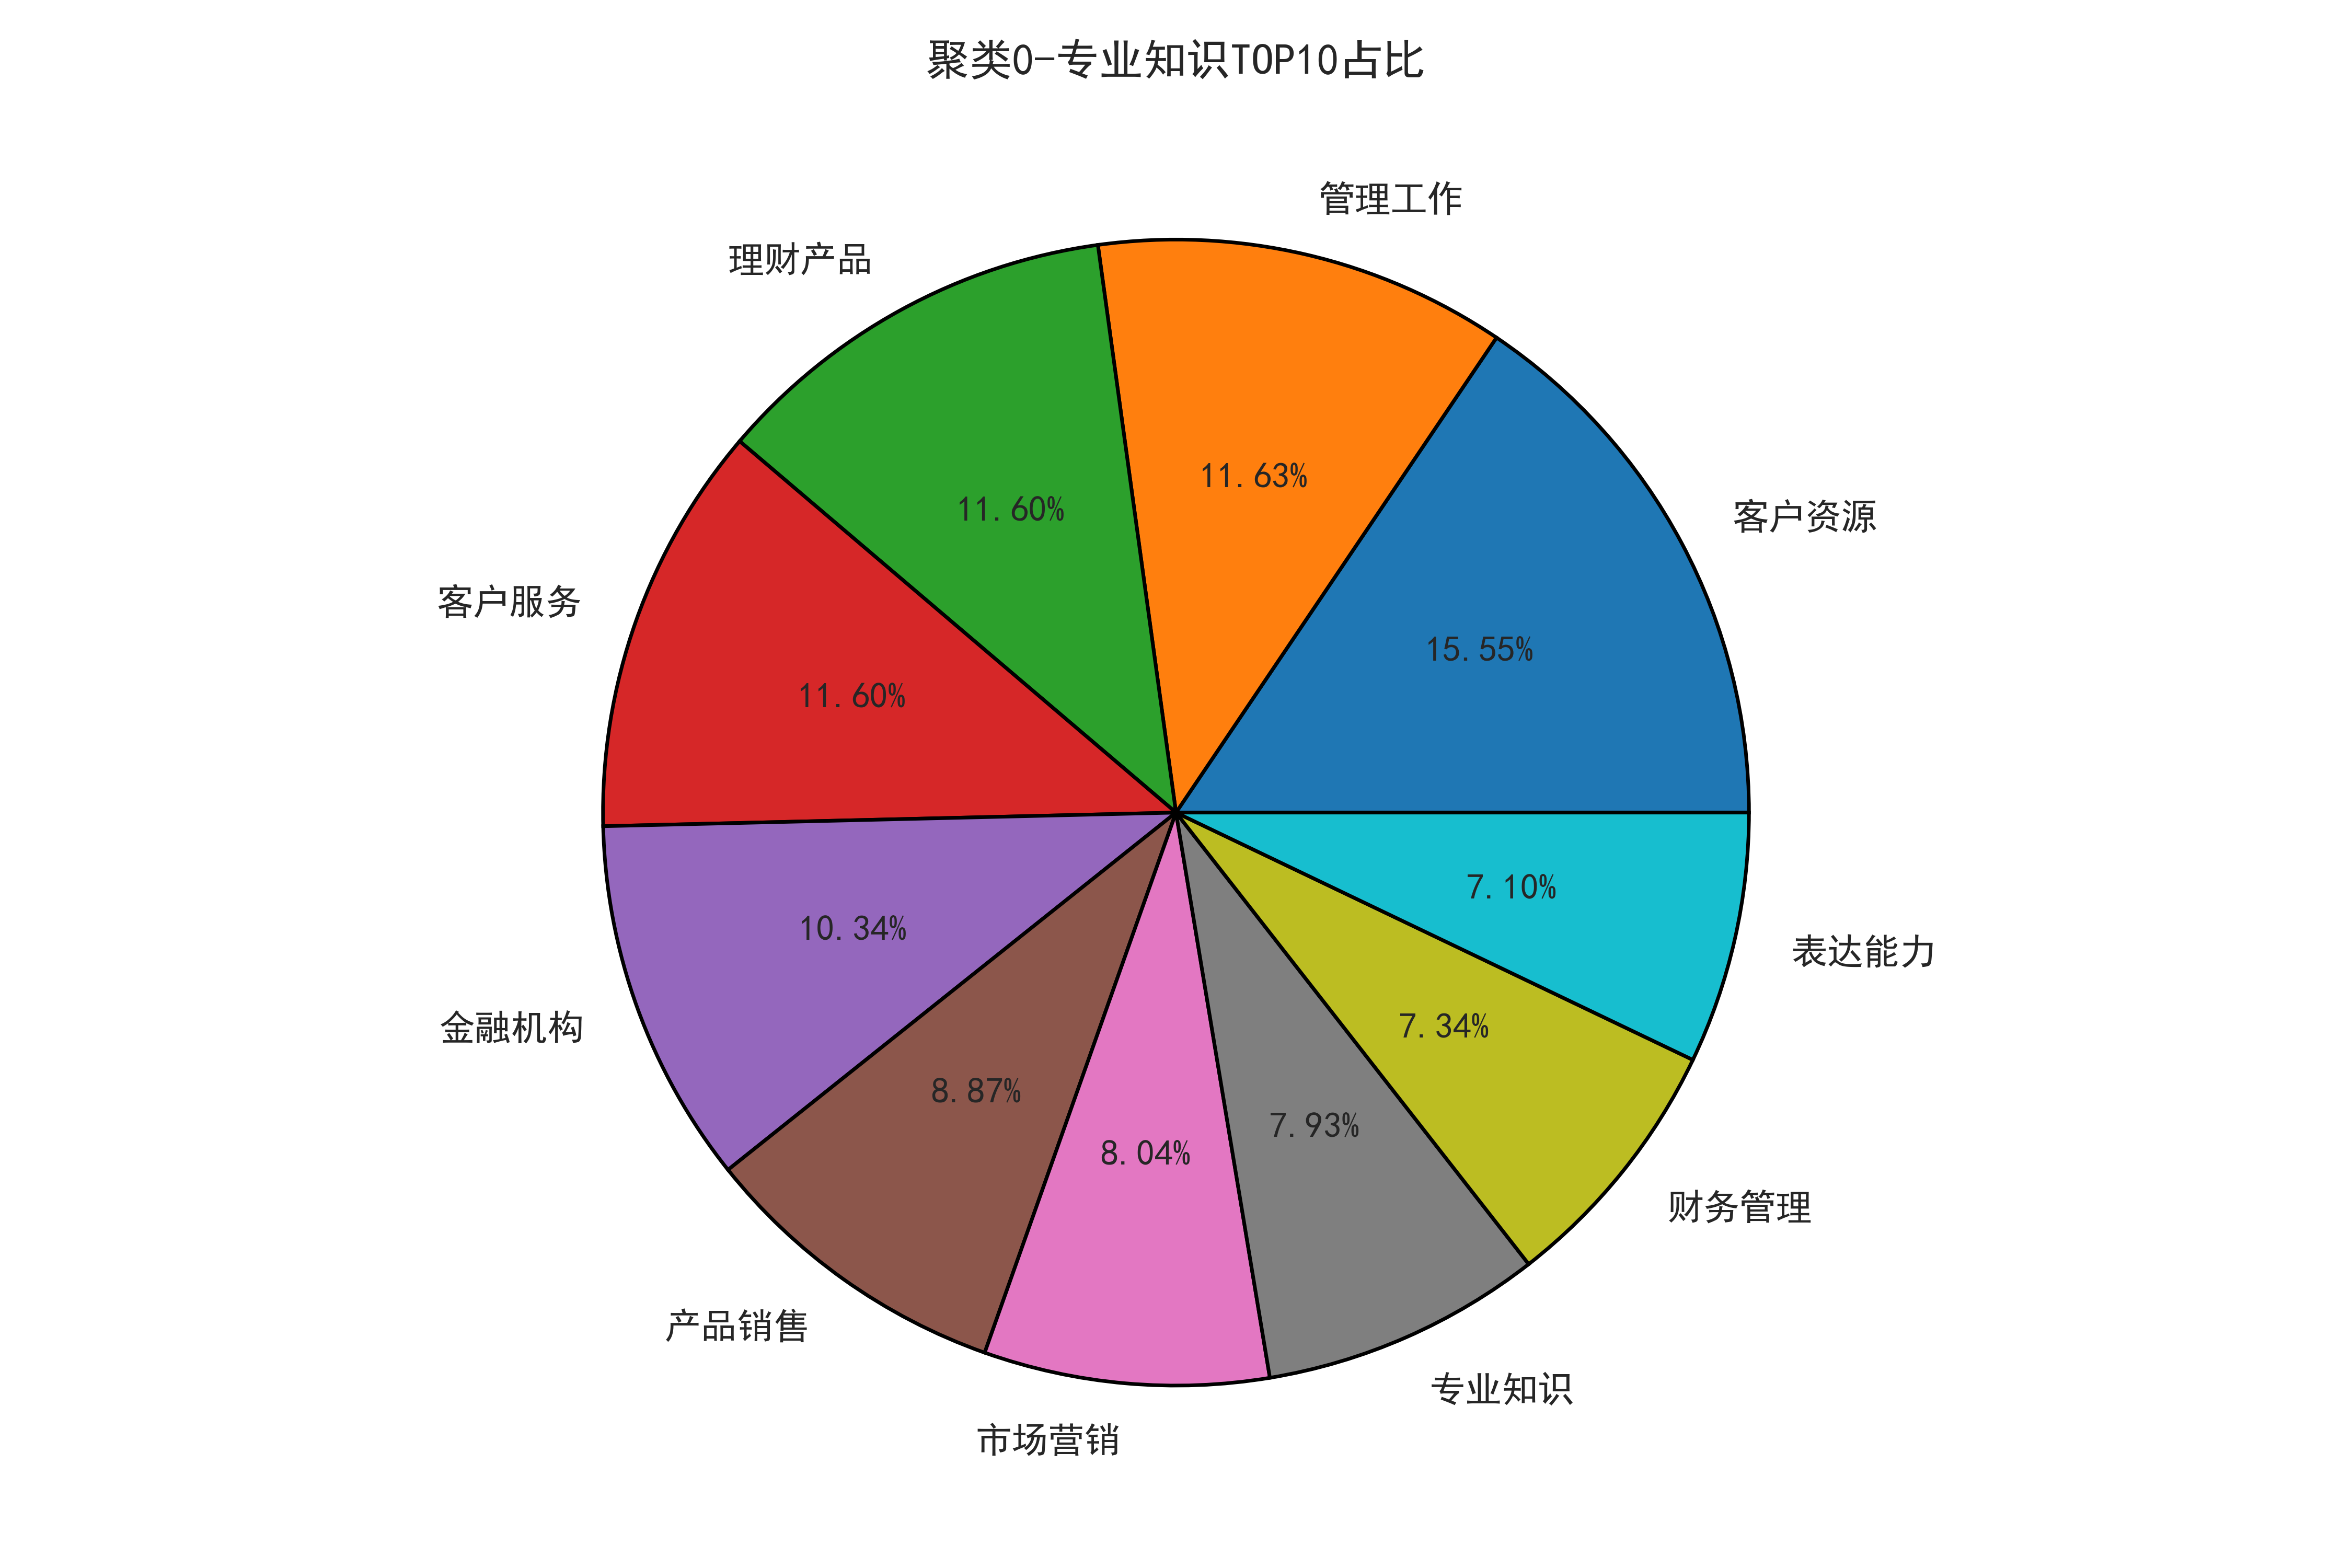 聚类0-专业知识TOP10占比
管理工作
理财产品
客户资源
客户服务
金融机构
产品销售
市场营销
专业知识
财务管理
表达能力
11.63%
11.60%
15.55%
11.60%
10.34%
8.87%
8.04%
7.93%
7.34%
7.10%